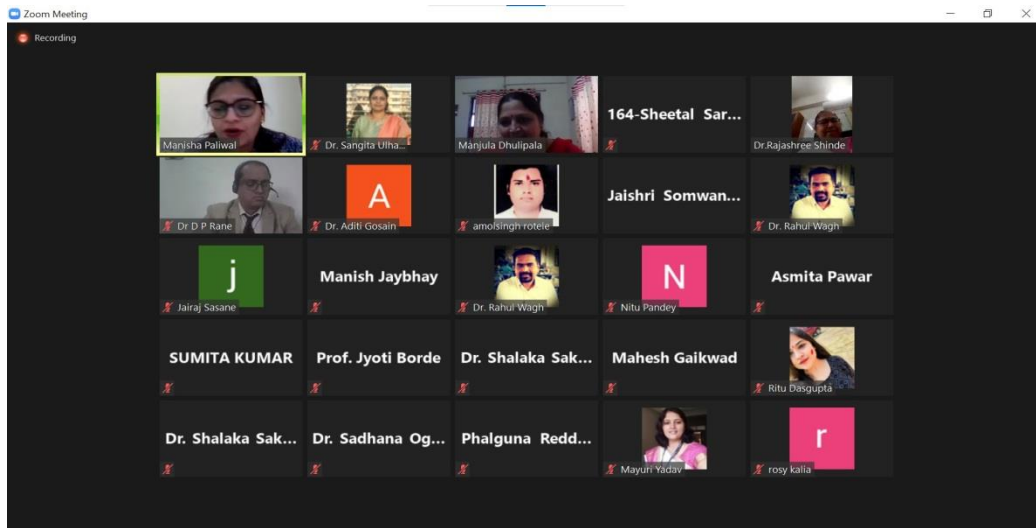 Zoom Meeting
Recording
Manisha Paliwal
Dr. Sangita Ulha...
Manjula Dhulipala
164-Sheetal Sar...
Dr.Rajashree Shinde
Dr D P Rane
A
Dr. Aditi Gosain
amolsingh rotele
Jaishri Somwan...
Dr. Rahul Wagh
j
Jairaj Sasane
Manish Jaybhay
Dr. Rahul Wagh
N
Nitu Pandey
Asmita Pawar
SUMITA KUMAR
Prof. Jyoti Borde
Dr. Shalaka Sak...
Mahesh Gaikwad
Ritu Dasgupta
Dr. Shalaka Sak...
Dr. Sadhana Og...
Phalguna Redd...
Mayuri Yadav
r
rosy kalia